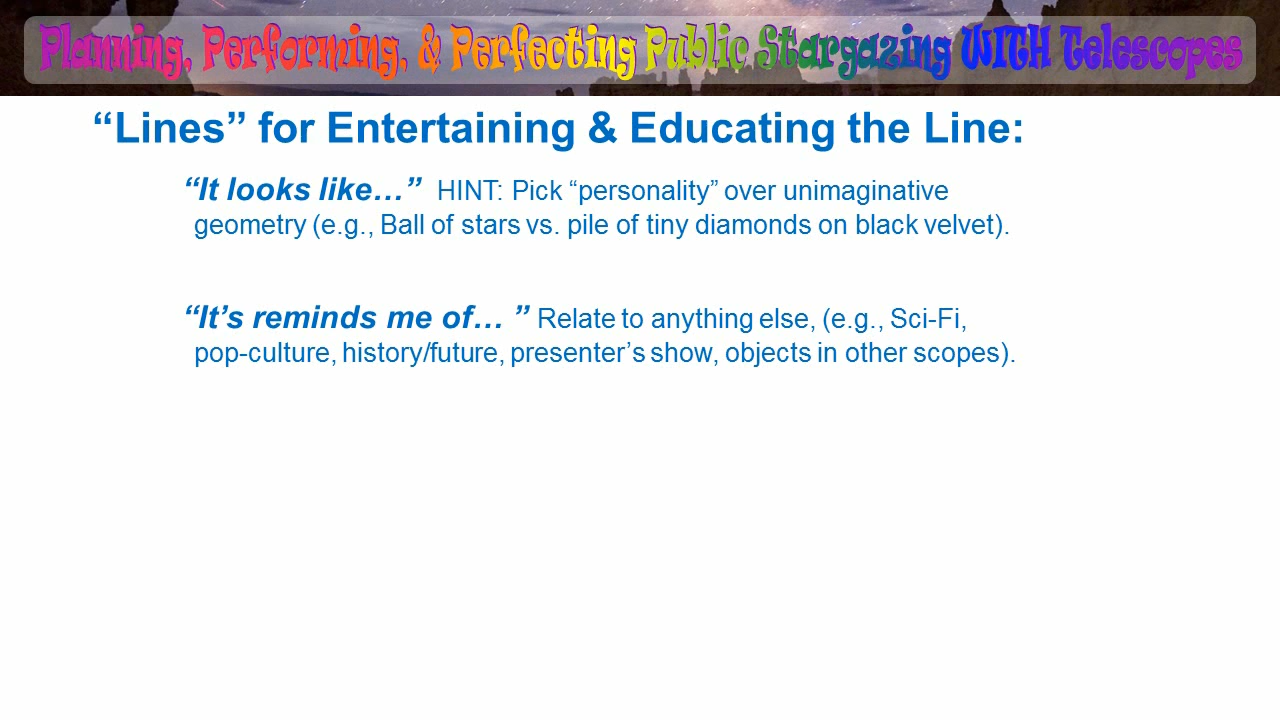 Planning, Performing, & Perfecting Public Stargazing WITH Telescopes
“Lines” for Entertaining & Educating the Line:
“It looks like…” HINT: Pick “personality” over unimaginative
geometry (e.g., Ball of stars vs. pile of tiny diamonds on black velvet).
“It’s reminds me of… ” Relate to anything else, (e.g., Sci-Fi,
pop-culture, history/future, presenter’s show, objects in other scopes).